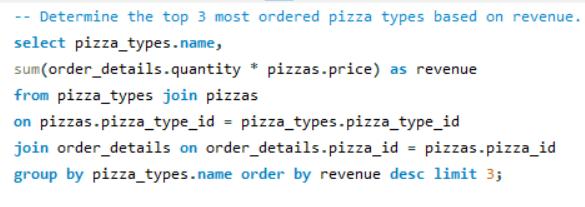 -- Determine the top 3 most ordered pizza types based on revenue.
select pizza_types.name,
sum(order_details.quantity * pizzas.price) as revenue
from pizza_types join pizzas
on pizzas.pizza_type_id = pizza_types.pizza_type_id
join order_details on order_details.pizza_id = pizzas.pizza_id
group by pizza_types.name order by revenue desc limit 3;